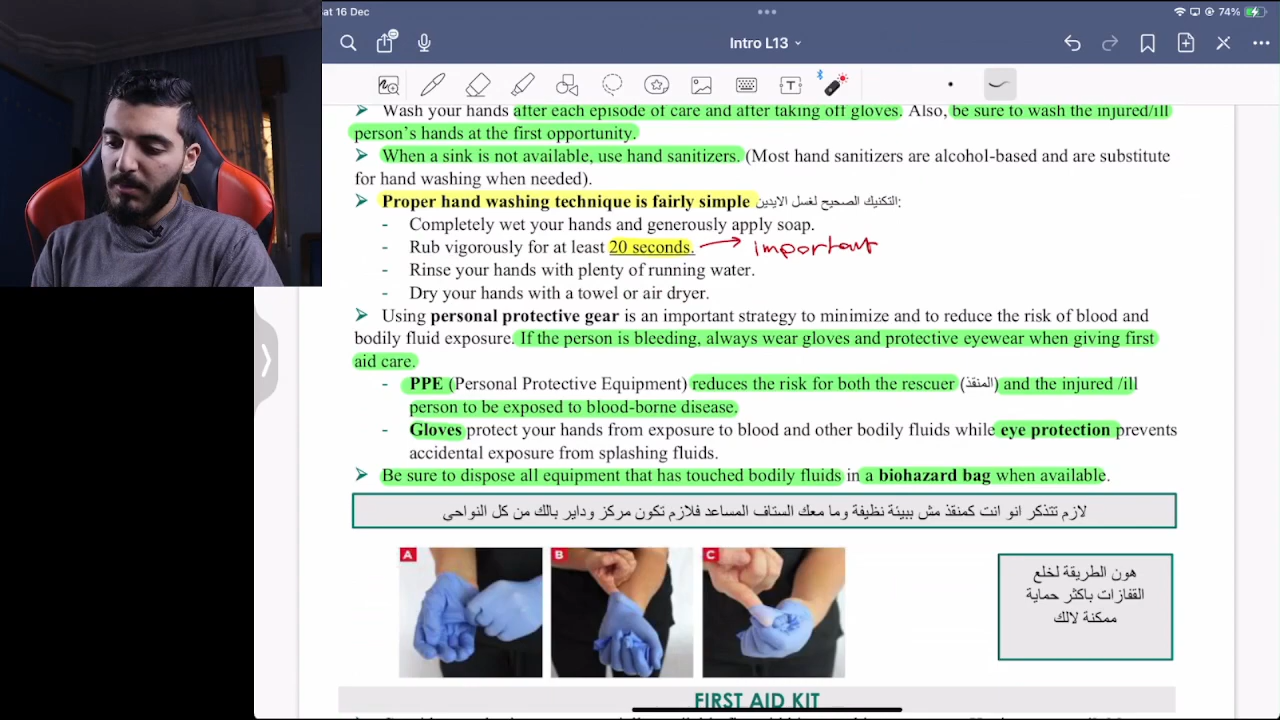 Sat 16 Dec
74%
Intro L13
Wash your hands after each episode of care and after taking off gloves. Also, be sure to wash the injured/ill
person's hands at the first opportunity.
When a sink is not available, use hand sanitizers. (Most hand sanitizers are alcohol-based and are substitute
for hand washing when needed).
Proper hand washing technique is fairly simple التكنيك الصحيح لغسل الايدين:
- Completely wet your hands and generously apply soap.
- Rub vigorously for at least 20 seconds. → important
- Rinse your hands with plenty of running water.
- Dry your hands with a towel or air dryer.
Using personal protective gear is an important strategy to minimize and to reduce the risk of blood and
bodily fluid exposure. If the person is bleeding, always wear gloves and protective eyewear when giving first
aid care.
- PPE (Personal Protective Equipment) reduces the risk for both the rescuer (المنقذ) and the injured /ill
person to be exposed to blood-borne disease.
- Gloves protect your hands from exposure to blood and other bodily fluids while eye protection prevents
accidental exposure from splashing fluids.
Be sure to dispose all equipment that has touched bodily fluids in a biohazard bag when available.
لازم تتذكر انو انت كمنقذ مش ببيئة نظيفة وما معك الستاف المساعد فلازم تكون مركز وداير بالك من كل النواحي
A B C
هون الطريقة لخلع
القفازات باكثر حماية
ممكنة لالك
FIRST AID KIT